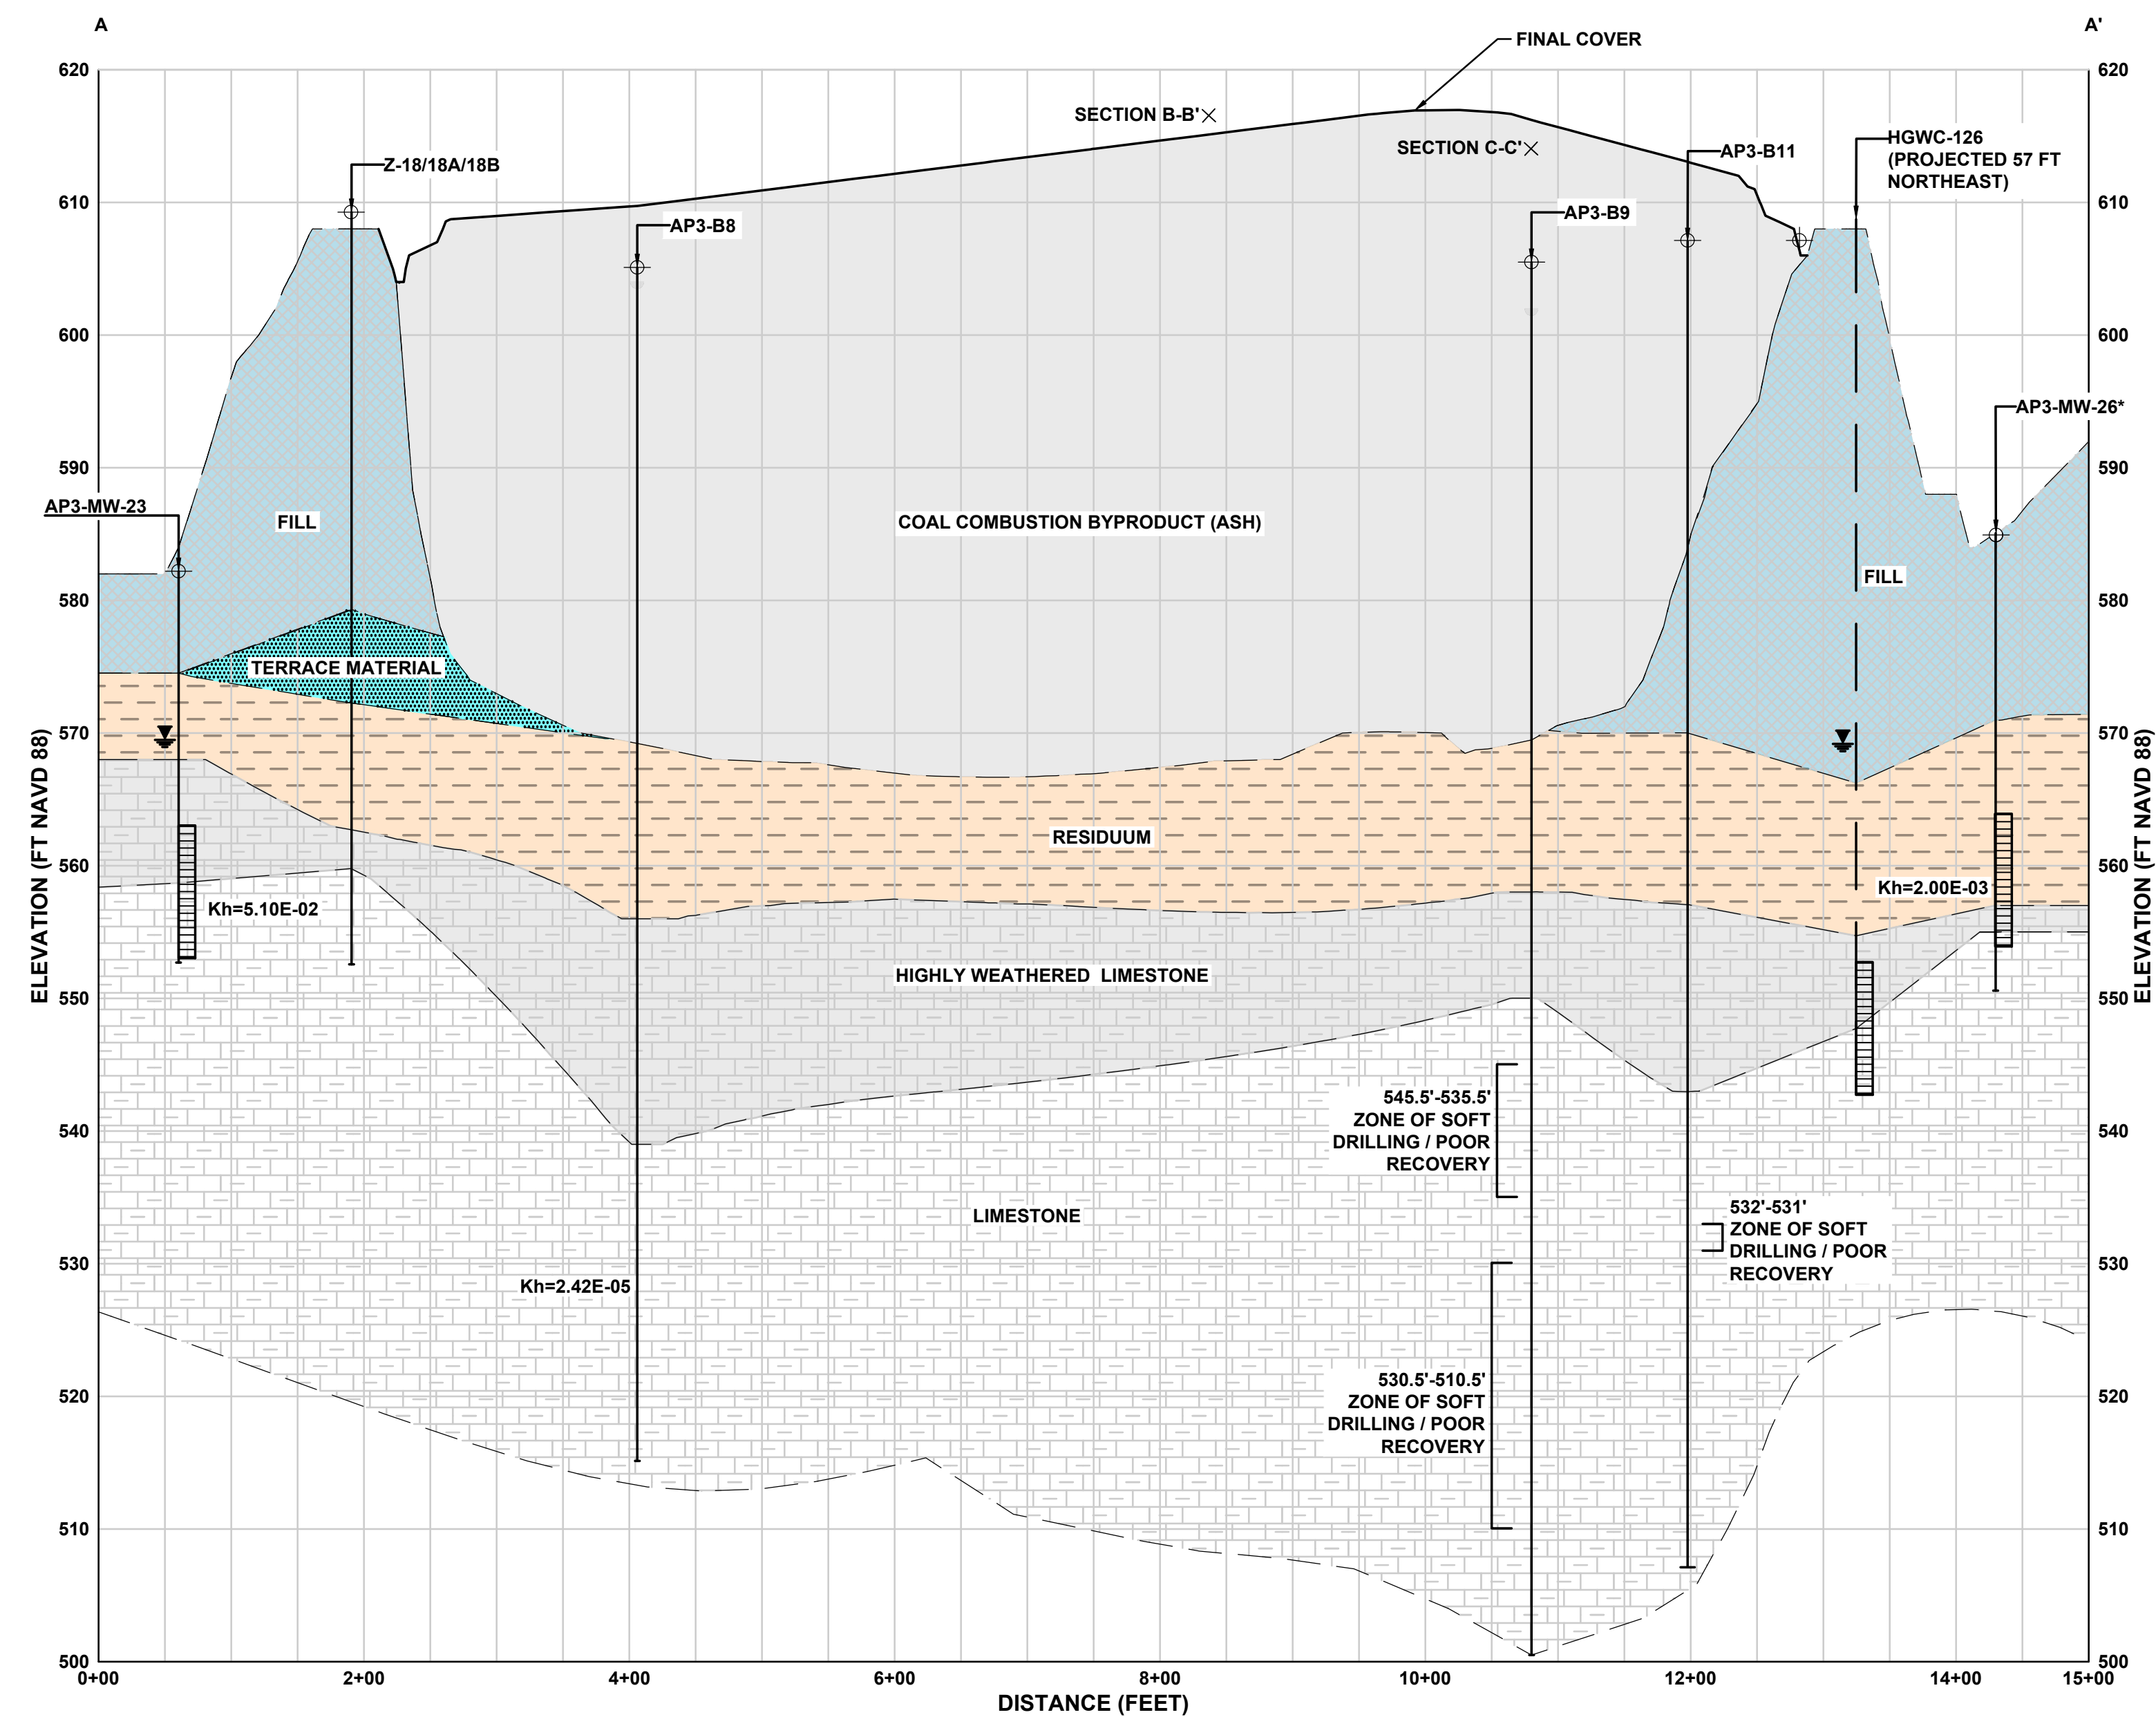 A
A'
FINAL COVER
620
620
SECTION B-B'
HGWC-126
(PROJECTED 57 FT
NORTHEAST)
SECTION C-C'
AP3-B11
Z-18/18A/18B
610
610
AP3-B9
AP3-B8
600
600
AP3-MW-26*
590
590
AP3-MW-23
FILL
COAL COMBUSTION BYPRODUCT (ASH)
FILL
580
580
TERRACE MATERIAL
570
570
ELEVATION (FT NAVD 88)
ELEVATION (FT NAVD 88)
RESIDUUM
560
560
Kh=2.00E-03
Kh=5.10E-02
HIGHLY WEATHERED LIMESTONE
550
550
545.5'-535.5'
ZONE OF SOFT
DRILLING / POOR
RECOVERY
540
540
LIMESTONE
532'-531'
ZONE OF SOFT
DRILLING / POOR
RECOVERY
530
530
Kh=2.42E-05
530.5'-510.5'
ZONE OF SOFT
DRILLING / POOR
RECOVERY
520
520
510
510
500
500
0+00
2+00
4+00
6+00
8+00
10+00
12+00
14+00
15+00
DISTANCE (FEET)